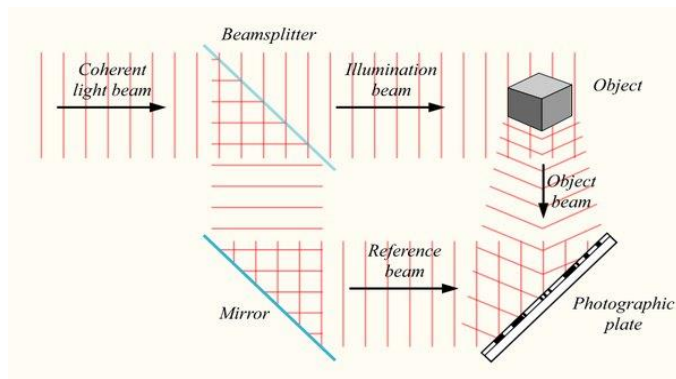 Beamsplitter
Coherent
light beam
Illumination
beam
Object
Object
beam
Reference
beam
Mirror
Photographic
plate